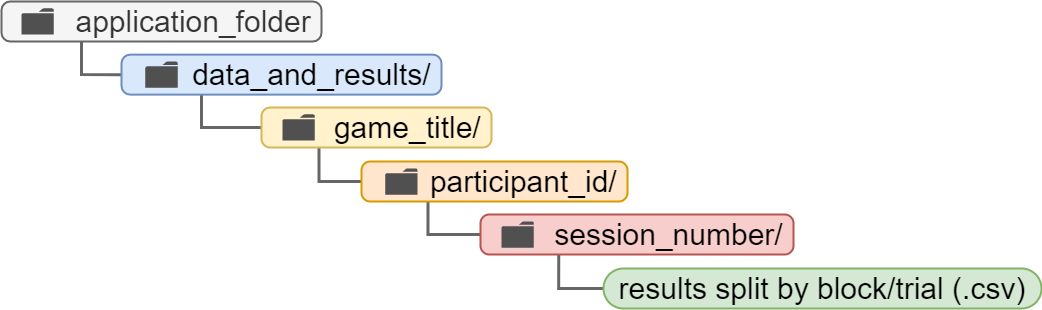 application_folder
data_and_results/
game_title/
participant_id/
session_number/
results split by block/trial (.csv)